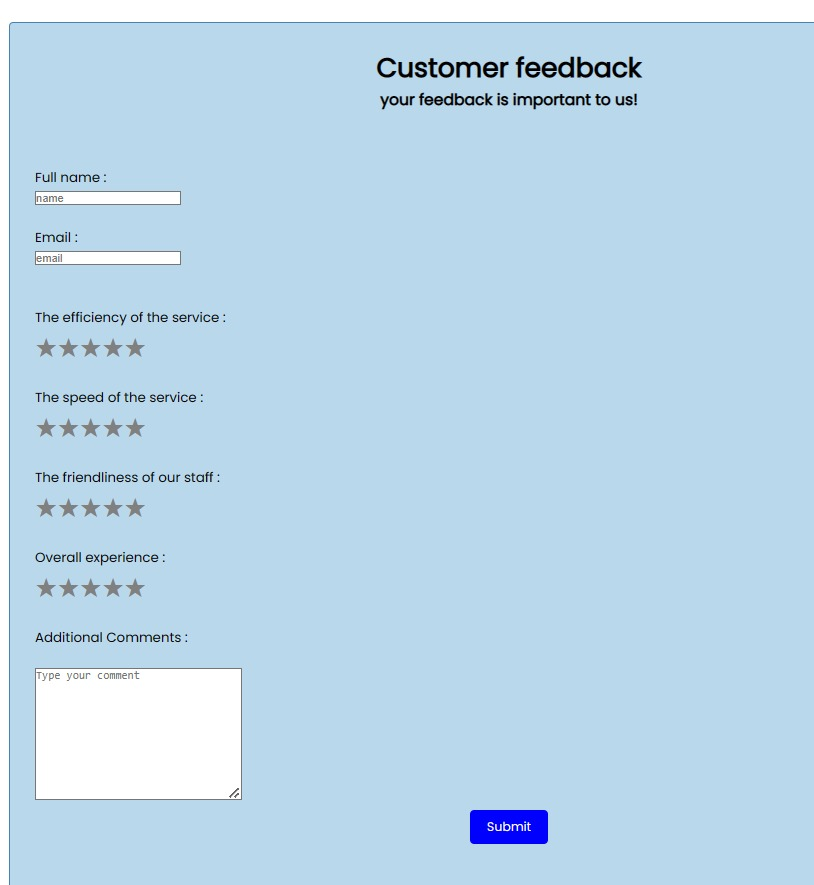 Customer feedback
your feedback is important to us!
Full name :
name
Email :
email
The efficiency of the service :
The speed of the service :
The friendliness of our staff :
Overall experience :
Additional Comments :
Type your comment
Submit